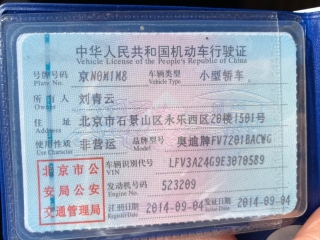 中华人民共和国机动车行驶证
Vehicle License of the People's Republic of China
号牌号码 京N0M1M8 车辆类型 小型轿车
Plate No. Vehicle Type
所有人 刘青云
Owner
住址 北京市石景山区永乐西区20楼1501号
Address
使用性质 非营运 品牌型号 奥迪牌FV7201BACWG
Use Character Model
车辆识别代号 LFV3A24G9E3070589
VIN
北京市公
安局公安
交通管理局
发动机号码 523209
Engine No.
注册日期 2014-09-04 发证日期 2014-09-04
Register Date Issue Date